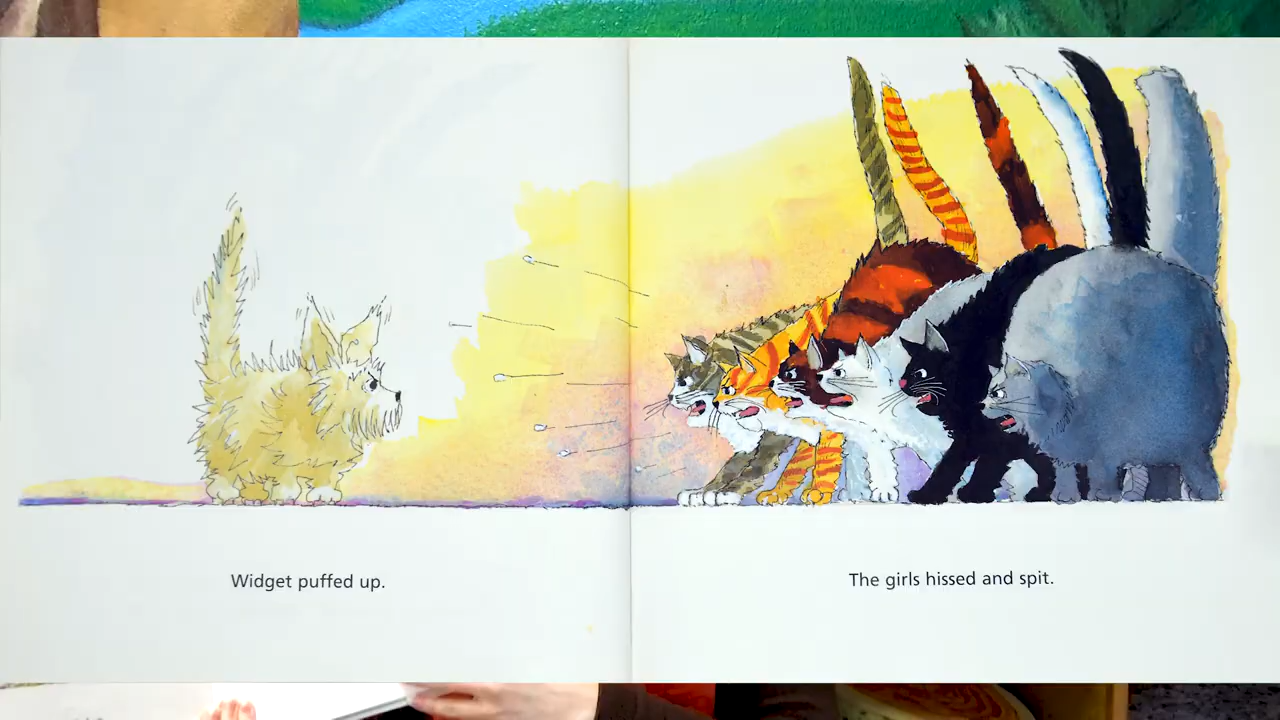 Widget puffed up.
The girls hissed and spit.